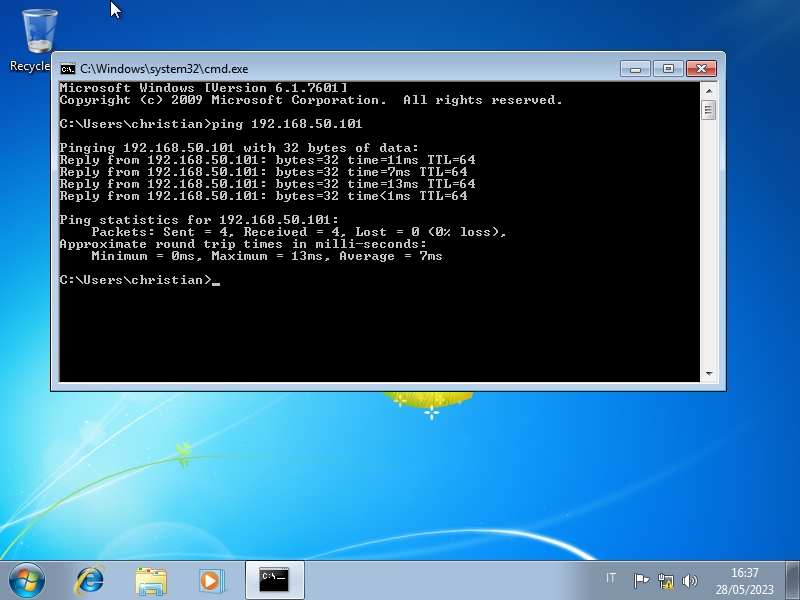 Recycle
C:\Windows\system32\cmd.exe
Microsoft Windows [Version 6.1.7601]
Copyright (c) 2009 Microsoft Corporation.  All rights reserved.
C:\Users\christian>ping 192.168.50.101
Pinging 192.168.50.101 with 32 bytes of data:
Reply from 192.168.50.101: bytes=32 time=11ms TTL=64
Reply from 192.168.50.101: bytes=32 time=7ms TTL=64
Reply from 192.168.50.101: bytes=32 time=13ms TTL=64
Reply from 192.168.50.101: bytes=32 time<1ms TTL=64
Ping statistics for 192.168.50.101:
    Packets: Sent = 4, Received = 4, Lost = 0 (0% loss),
Approximate round trip times in milli-seconds:
    Minimum = 0ms, Maximum = 13ms, Average = 7ms
C:\Users\christian>_
IT
16:37
28/05/2023